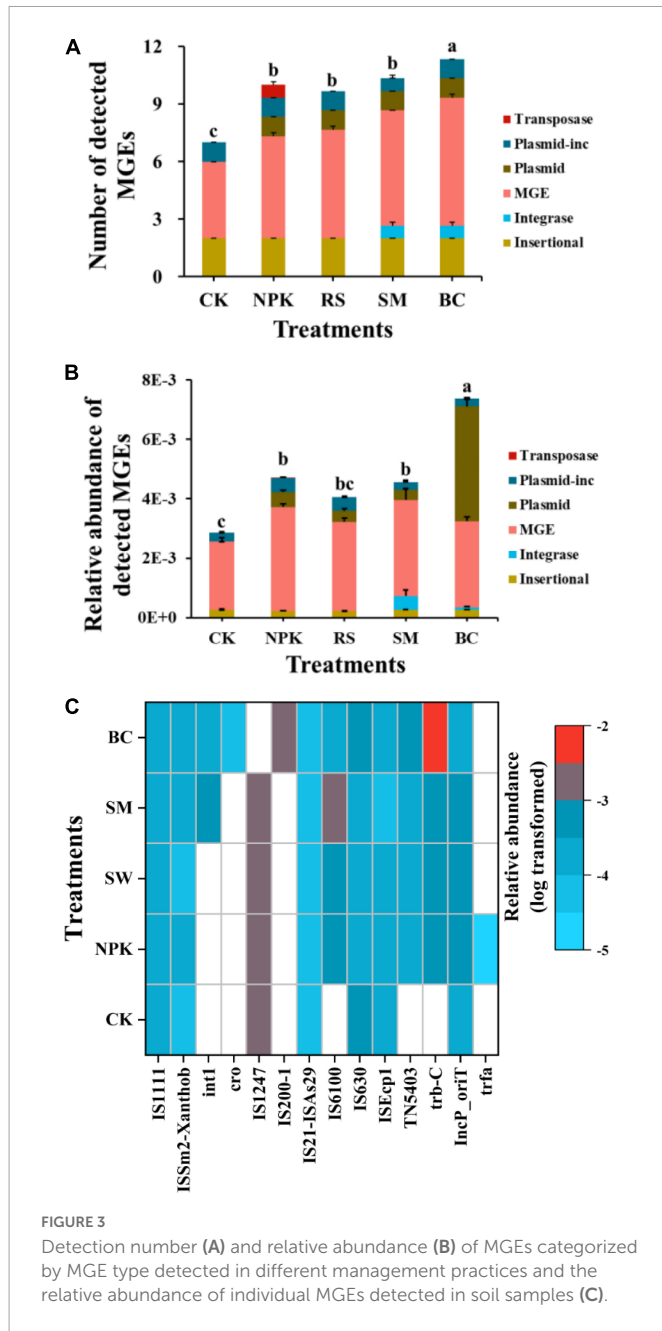 A
Number of detected
MGEs
12
9
6
3
0
c
b
b
b
a
CK
NPK
RS
SM
BC
Treatments
Transposase
Plasmid-inc
Plasmid
MGE
Integrase
Insertional
B
Relative abundance of
detected MGEs
8E-3
6E-3
4E-3
2E-3
0E+0
c
b
bc
b
a
CK
NPK
RS
SM
BC
Treatments
Transposase
Plasmid-inc
Plasmid
MGE
Integrase
Insertional
C
Treatments
BC
SM
SW
NPK
CK
IS1111
ISSm2-Xanthob
int1
cro
IS1247
IS200-1
IS21-ISAs29
IS6100
IS630
ISEcp1
TN5403
trb-C
IncP_oriT
trfa
Relative abundance
(log transformed)
-2
-3
-4
-5
FIGURE 3
Detection number (A) and relative abundance (B) of MGEs categorized
by MGE type detected in different management practices and the
relative abundance of individual MGEs detected in soil samples (C).